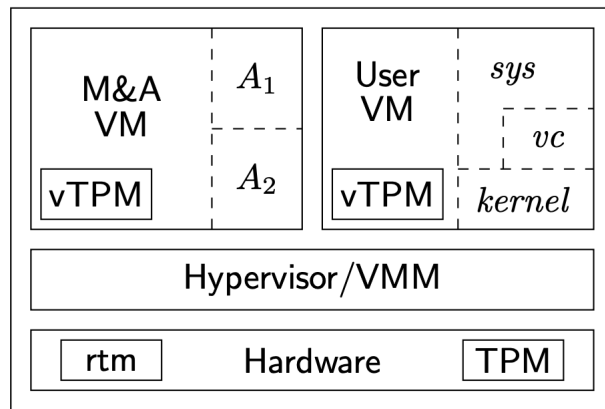 M&A
VM
vTPM
A₁
A₂
User
VM
vTPM
sys
vc
kernel
Hypervisor/VMM
rtm
Hardware
TPM